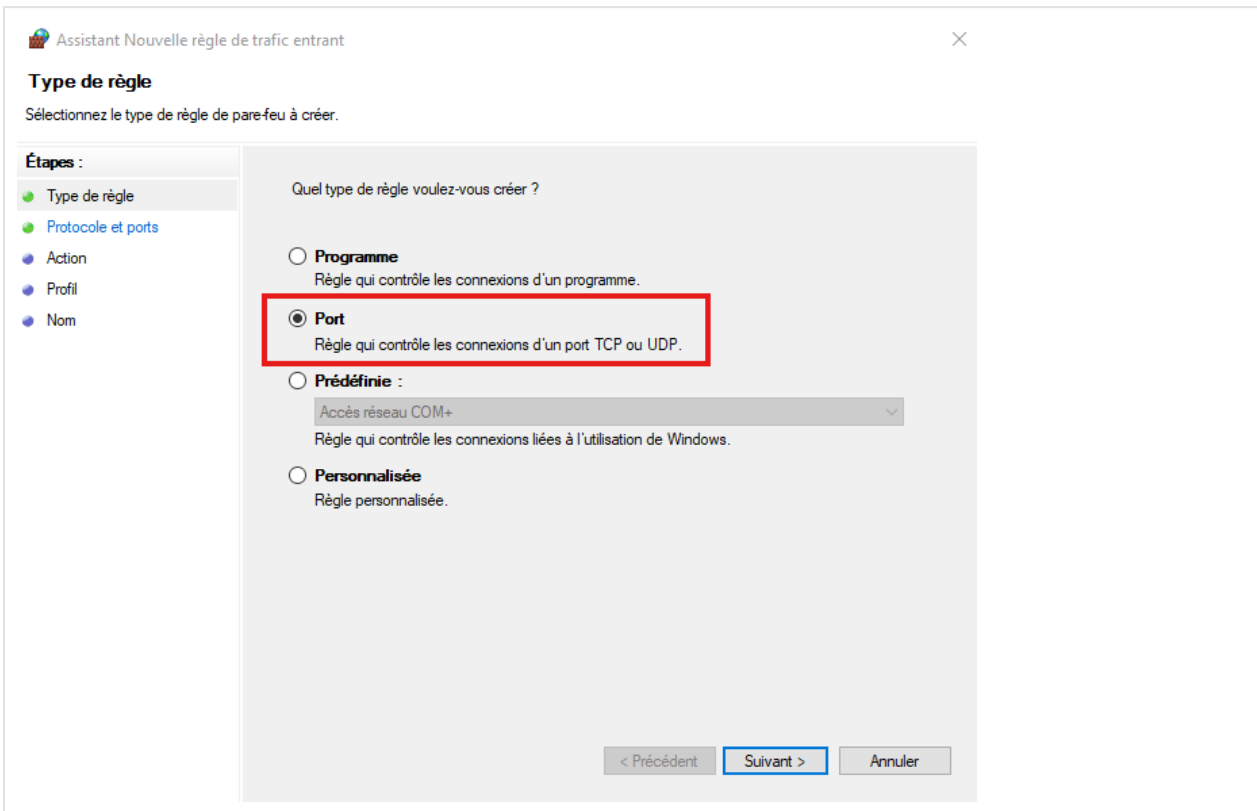 Assistant Nouvelle règle de trafic entrant
Type de règle
Sélectionnez le type de règle de pare-feu à créer.
Étapes :
Type de règle
Protocole et ports
Action
Profil
Nom
Quel type de règle voulez-vous créer ?
Programme
Règle qui contrôle les connexions d'un programme.
Port
Règle qui contrôle les connexions d'un port TCP ou UDP.
Prédéfinie :
Accès réseau COM+
Règle qui contrôle les connexions liées à l'utilisation de Windows.
Personnalisée
Règle personnalisée.
< Précédent
Suivant >
Annuler